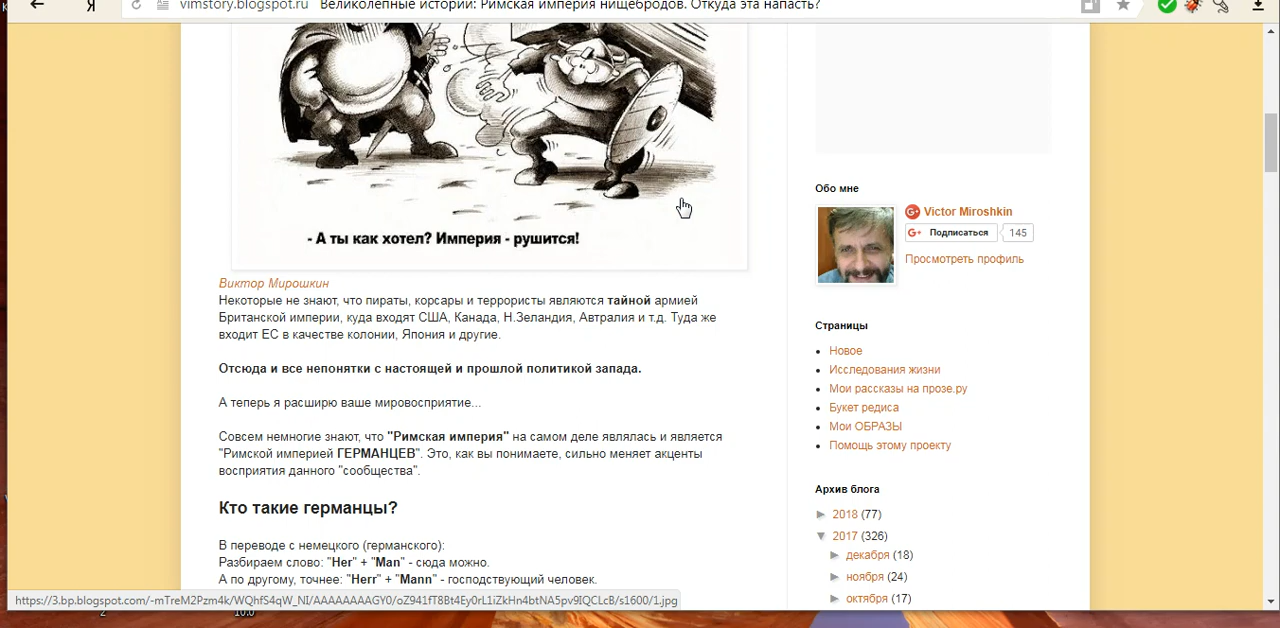 Я
vimstory.blogspot.ru Великолепные истории: Римская империя нищебродов. Откуда эта напасть?
- А ты как хотел? Империя - рушится!
Виктор Мирошкин
Некоторые не знают, что пираты, корсары и террористы являются тайной армией
Британской империи, куда входят США, Канада, Н.Зеландия, Автралия и т.д. Туда же
входит ЕС в качестве колонии, Япония и другие.
Отсюда и все непонятки с настоящей и прошлой политикой запада.
А теперь я расширю ваше мировосприятие...
Совсем немногие знают, что "Римская империя" на самом деле являлась и является
"Римской империей ГЕРМАНЦЕВ". Это, как вы понимаете, сильно меняет акценты
восприятия данного "сообщества".
Кто такие германцы?
В переводе с немецкого (германского):
Разбираем слово: "Her" + "Man" - сюда можно.
А по другому, точнее: "Herr" + "Mann" - господствующий человек.
Обо мне
G+ Victor Miroshkin
G+ Подписаться 145
Просмотреть профиль
Страницы
Новое
Исследования жизни
Мои рассказы на прозе.ру
Букет редиса
Мои ОБРАЗЫ
Помощь этому проекту
Архив блога
► 2018 (77)
▼ 2017 (326)
► декабря (18)
► ноября (24)
► октября (17)
https://3.bp.blogspot.com/-mTreM2Pzm4k/WQhfS4qW_NI/AAAAAAAAGY0/oZ941fT8Bt4Ey0rL1iZkHn4btNA5pv9IQCLcB/s1600/1.jpg